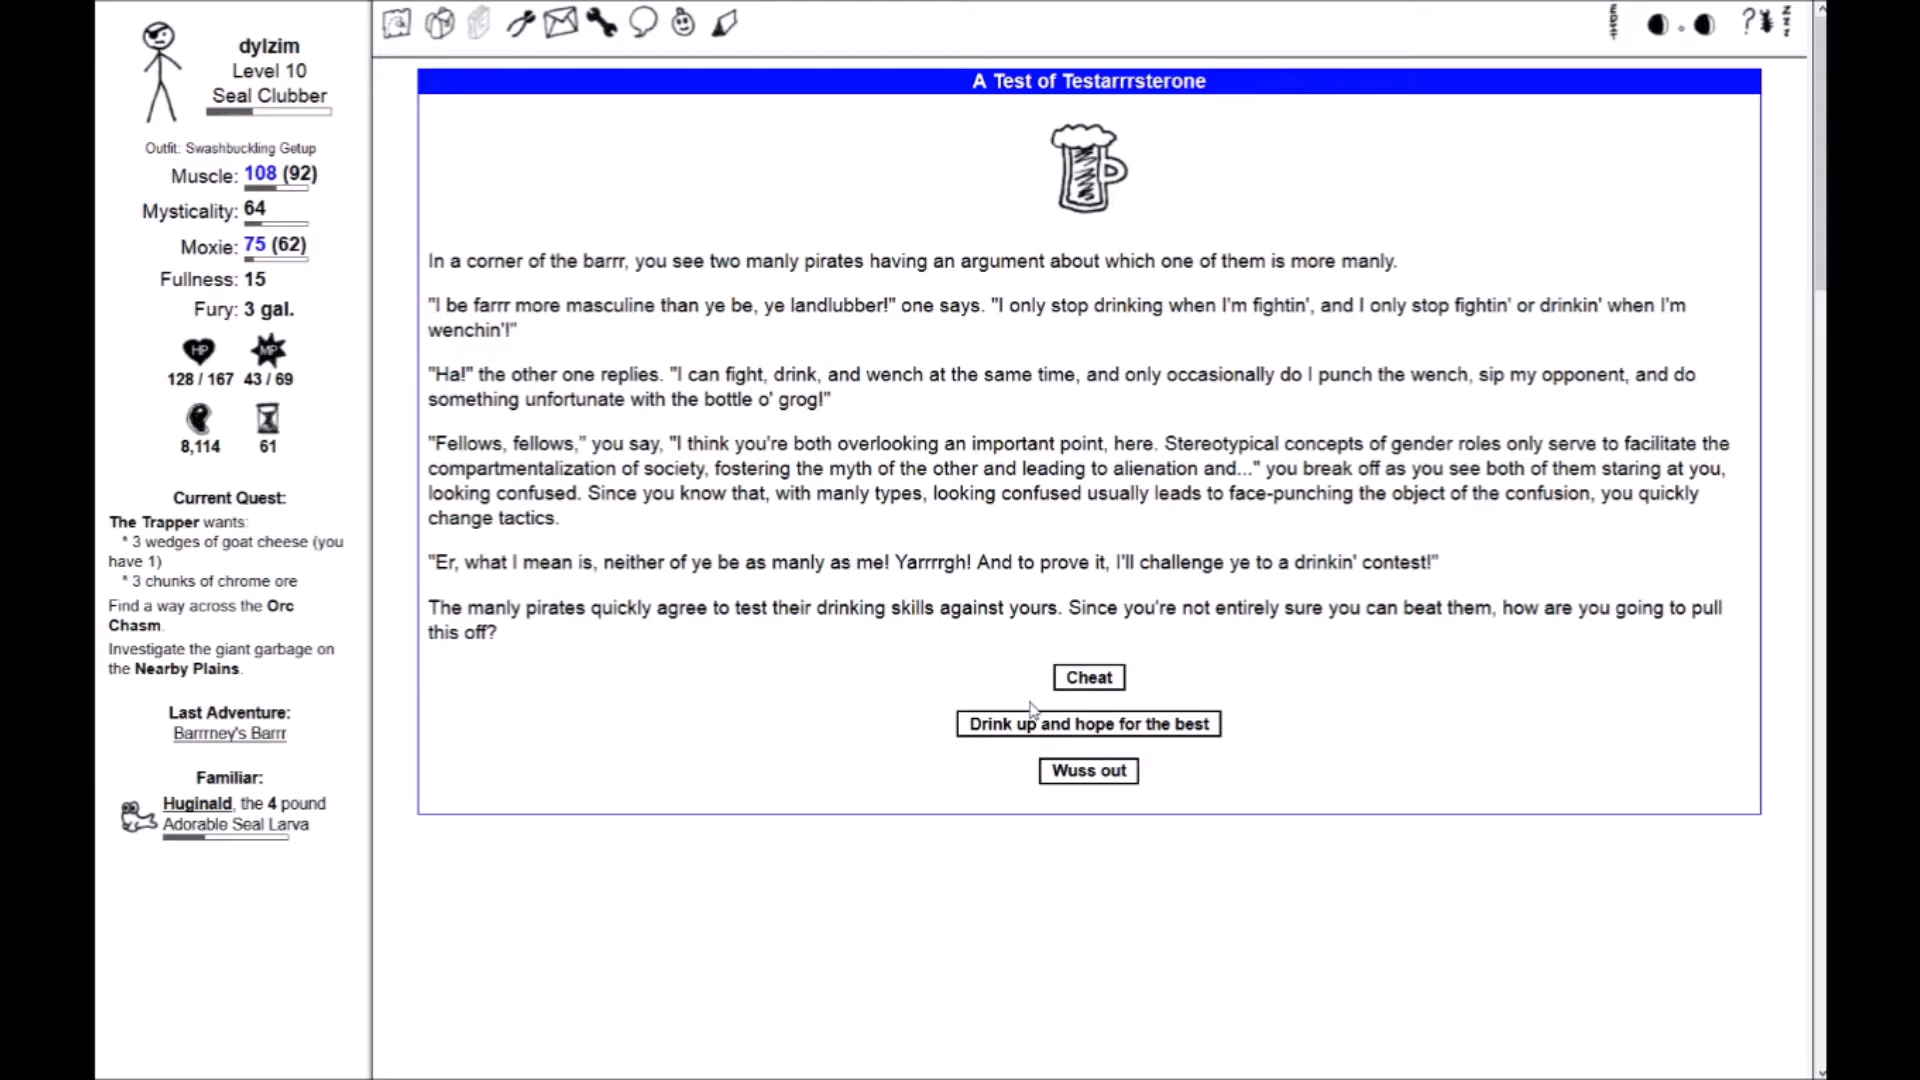 dylzim
Level 10
Seal Clubber
Outfit: Swashbuckling Getup
Muscle: 108 (92)
Mysticality: 64
Moxie: 75 (62)
Fullness: 15
Fury: 3 gal.
HP MP
128 / 167 43 / 69
8,114 61
Current Quest:
The Trapper wants:
* 3 wedges of goat cheese (you
have 1)
* 3 chunks of chrome ore
Find a way across the Orc
Chasm.
Investigate the giant garbage on
the Nearby Plains.
Last Adventure:
Barrrney's Barrr
Familiar:
Huginald, the 4 pound
Adorable Seal Larva
A Test of Testarrrsterone
In a corner of the barrr, you see two manly pirates having an argument about which one of them is more manly.
"I be farrr more masculine than ye be, ye landlubber!" one says. "I only stop drinking when I'm fightin', and I only stop fightin' or drinkin' when I'm
wenchin'!"
"Ha!" the other one replies. "I can fight, drink, and wench at the same time, and only occasionally do I punch the wench, sip my opponent, and do
something unfortunate with the bottle o' grog!"
"Fellows, fellows," you say, "I think you're both overlooking an important point, here. Stereotypical concepts of gender roles only serve to facilitate the
compartmentalization of society, fostering the myth of the other and leading to alienation and..." you break off as you see both of them staring at you,
looking confused. Since you know that, with manly types, looking confused usually leads to face-punching the object of the confusion, you quickly
change tactics.
"Er, what I mean is, neither of ye be as manly as me! Yarrrrgh! And to prove it, I'll challenge ye to a drinkin' contest!"
The manly pirates quickly agree to test their drinking skills against yours. Since you're not entirely sure you can beat them, how are you going to pull
this off?
Cheat
Drink up and hope for the best
Wuss out